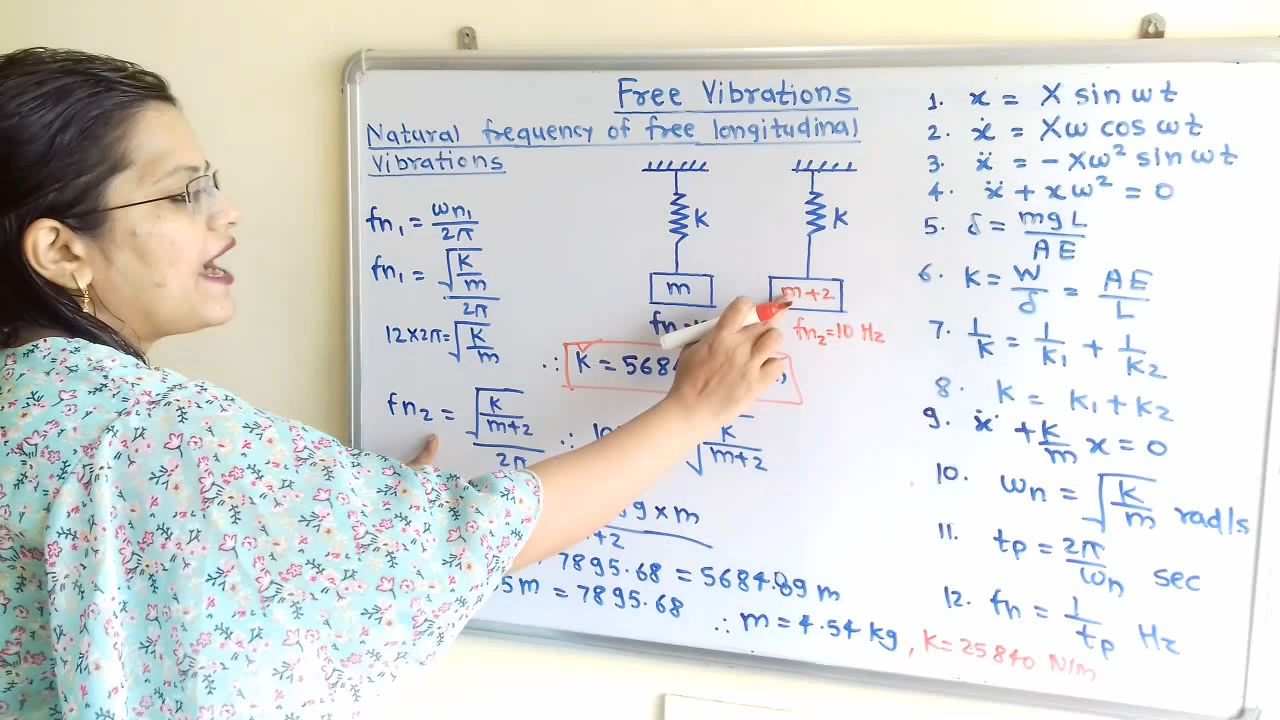 Free Vibrations
Natural frequency of free longitudinal
vibrations
fn₁ = ωn₁/2π
fn₁ = √(K/m)/2π
12×2π = √(K/m)
K
m
K
m+2
fn₂=10 Hz
∴ K = 568
fn₂ = √(K/m+2)/2π
∴ √(K/m+2)
9×m
+2
7895.68 = 5684.89m
5m = 7895.68
∴ m = 4.54 kg, K=25840 N/m
1. x = X sin ωt
2. ẋ = Xω cos ωt
3. ẍ = -Xω² sin ωt
4. ẍ + xω² = 0
5. δ = mgL/AE
6. K = W/δ = AE/L
7. 1/K = 1/K₁ + 1/K₂
8. K = K₁ + K₂
9. ẍ + K/m x = 0
10. ωn = √(K/m) rad/s
11. tp = 2π/ωn sec
12. fn = 1/tp Hz